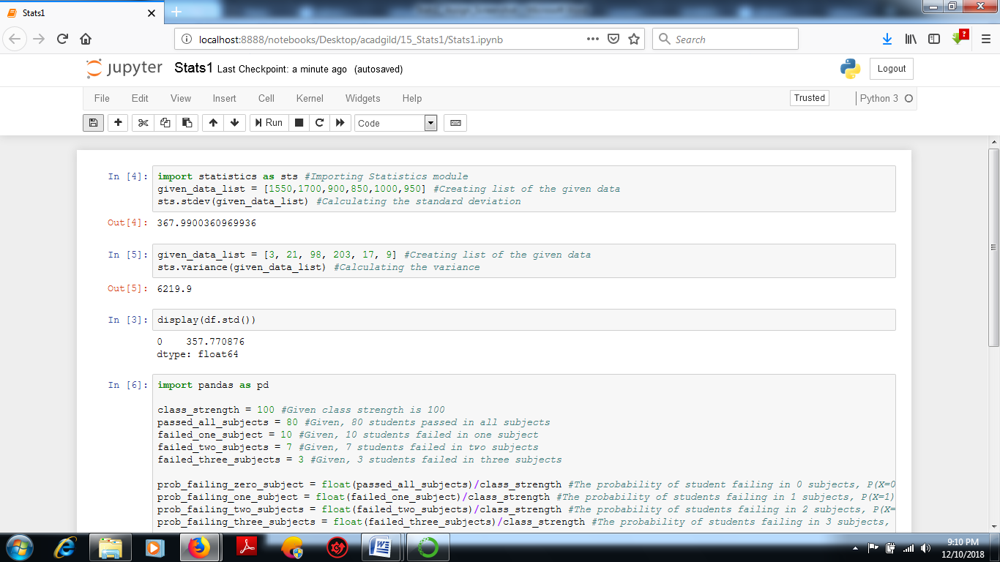 Stats1
localhost:8888/notebooks/Desktop/acadgild/15_Stats1/Stats1.ipynb
Search
jupyter Stats1 Last Checkpoint: a minute ago (autosaved)
Logout
File Edit View Insert Cell Kernel Widgets Help
Trusted
Python 3
Run
Code
In [4]: import statistics as sts #Importing Statistics module
given_data_list = [1550,1700,900,850,1000,950] #Creating list of the given data
sts.stdev(given_data_list) #Calculating the standard deviation
Out[4]: 367.9900360969936
In [5]: given_data_list = [3, 21, 98, 203, 17, 9] #Creating list of the given data
sts.variance(given_data_list) #Calculating the variance
Out[5]: 6219.9
In [3]: display(df.std())
0    357.770876
dtype: float64
In [6]: import pandas as pd
class_strength = 100 #Given class strength is 100
passed_all_subjects = 80 #Given, 80 students passed in all subjects
failed_one_subject = 10 #Given, 10 students failed in one subject
failed_two_subjects = 7 #Given, 7 students failed in two subjects
failed_three_subjects = 3 #Given, 3 students failed in three subjects
prob_failing_zero_subject = float(passed_all_subjects)/class_strength #The probability of student failing in 0 subjects, P(X=0
prob_failing_one_subject = float(failed_one_subject)/class_strength #The probability of students failing in 1 subjects, P(X=1)
prob_failing_two_subjects = float(failed_two_subjects)/class_strength #The probability of students failing in 2 subjects, P(X=
prob_failing_three_subjects = float(failed_three_subjects)/class_strength #The probability of students failing in 3 subjects,
9:10 PM
12/10/2018